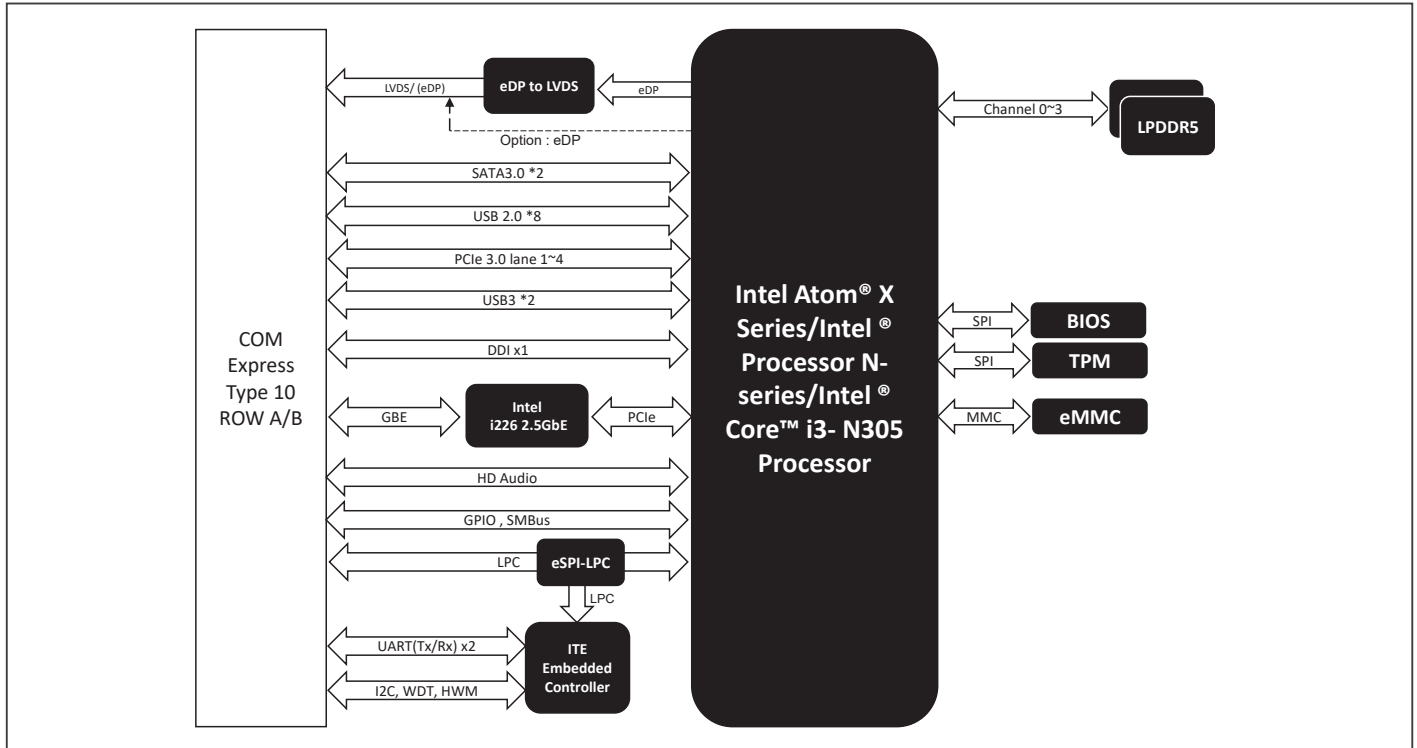 LVDS/ (eDP)
eDP to LVDS
eDP
Option : eDP
SATA3.0 *2
USB 2.0 *8
PCIe 3.0 lane 1~4
USB3 *2
DDI x1
COM
Express
Type 10
ROW A/B
GBE
Intel
i226 2.5GbE
PCIe
HD Audio
GPIO , SMBus
LPC
eSPI-LPC
LPC
UART(Tx/Rx) x2
I2C, WDT, HWM
ITE
Embedded
Controller
Intel Atom® X
Series/Intel ®
Processor N-
series/Intel ®
Core™ i3- N305
Processor
Channel 0~3
LPDDR5
SPI
BIOS
SPI
TPM
MMC
eMMC